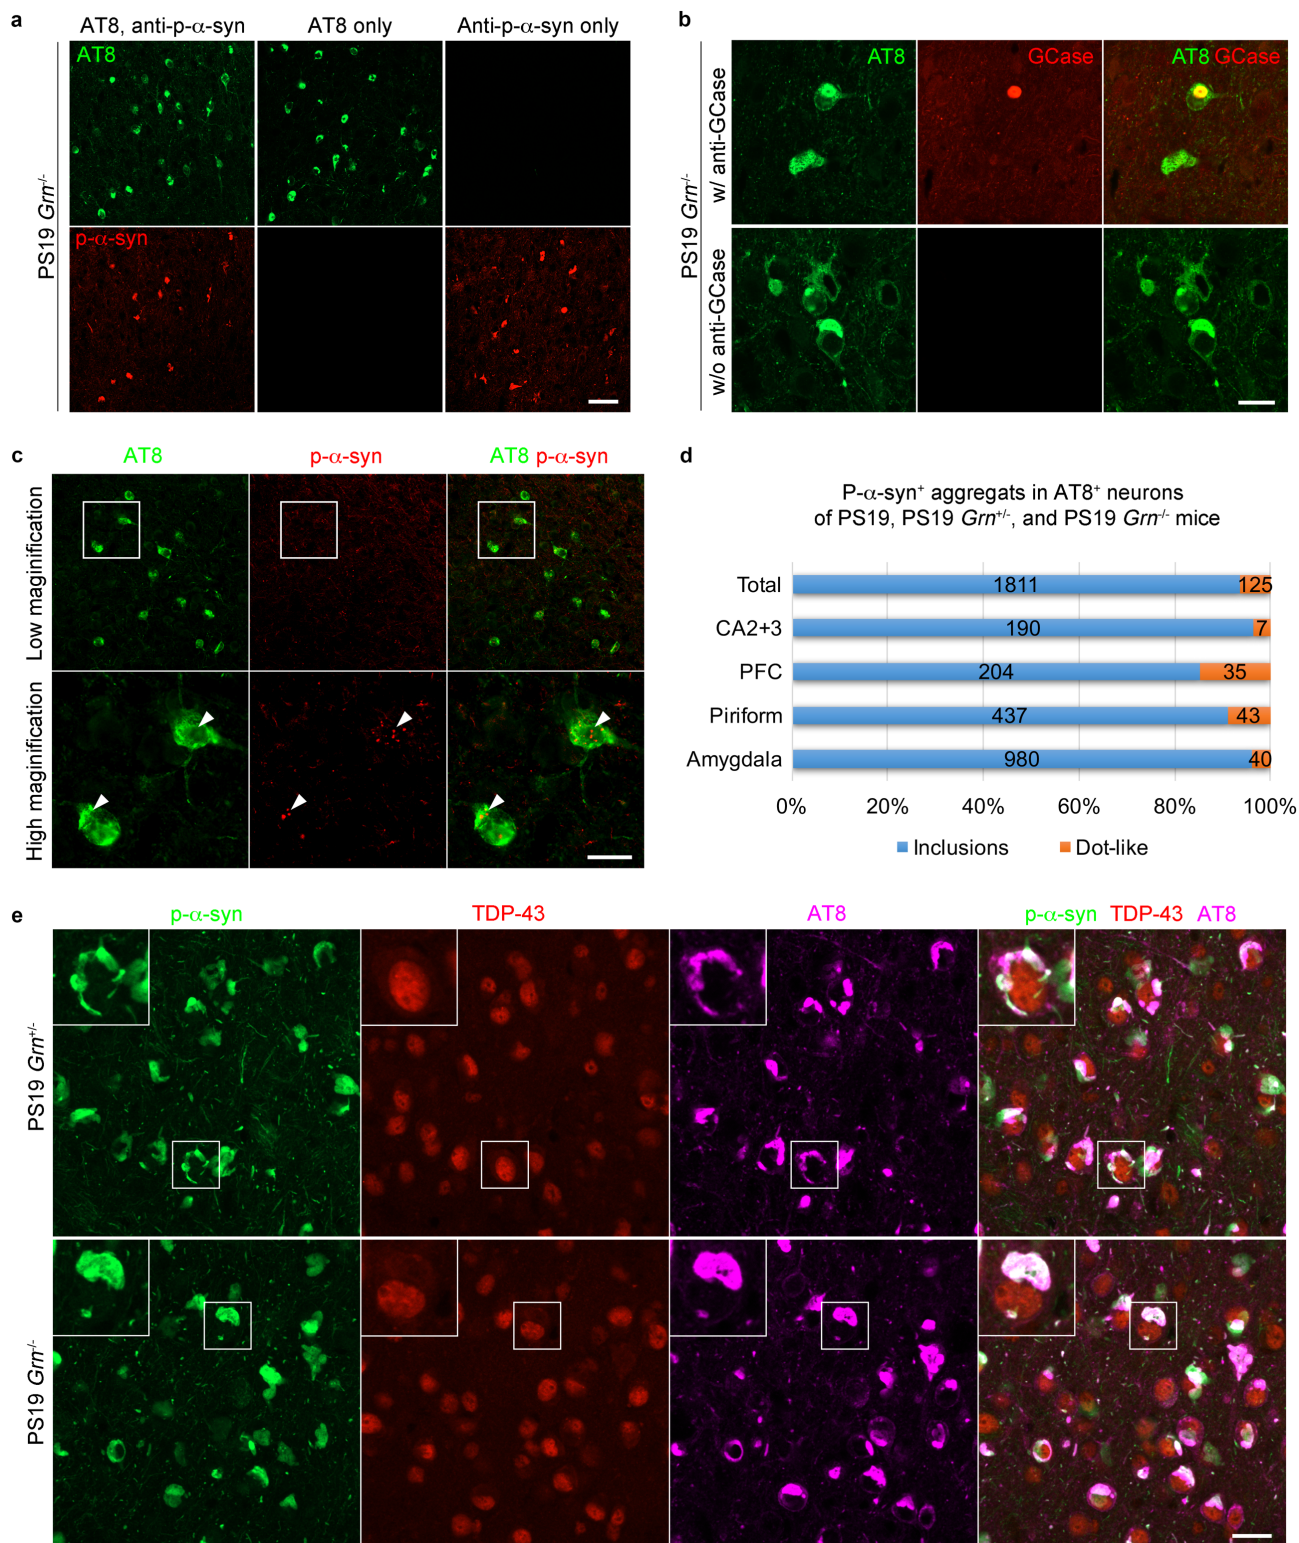 a
AT8, anti-p-α-syn
AT8 only
Anti-p-α-syn only
PS19 Grn-/-
AT8
p-α-syn
b
PS19 Grn-/-
w/ anti-GCase
w/o anti-GCase
AT8
GCase
AT8 GCase
c
AT8
p-α-syn
AT8 p-α-syn
Low maginification
High maginification
d
P-α-syn+ aggregats in AT8+ neurons
of PS19, PS19 Grn+/-, and PS19 Grn-/- mice
Total 1811 125
CA2+3 190 7
PFC 204 35
Piriform 437 43
Amygdala 980 40
0% 20% 40% 60% 80% 100%
Inclusions Dot-like
e
p-α-syn
TDP-43
AT8
p-α-syn TDP-43 AT8
PS19 Grn+/-
PS19 Grn-/-